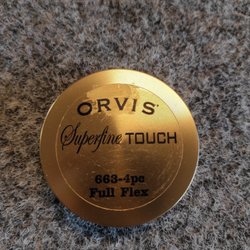 ORVIS
Superfine TOUCH
663-4pc
Full Flex